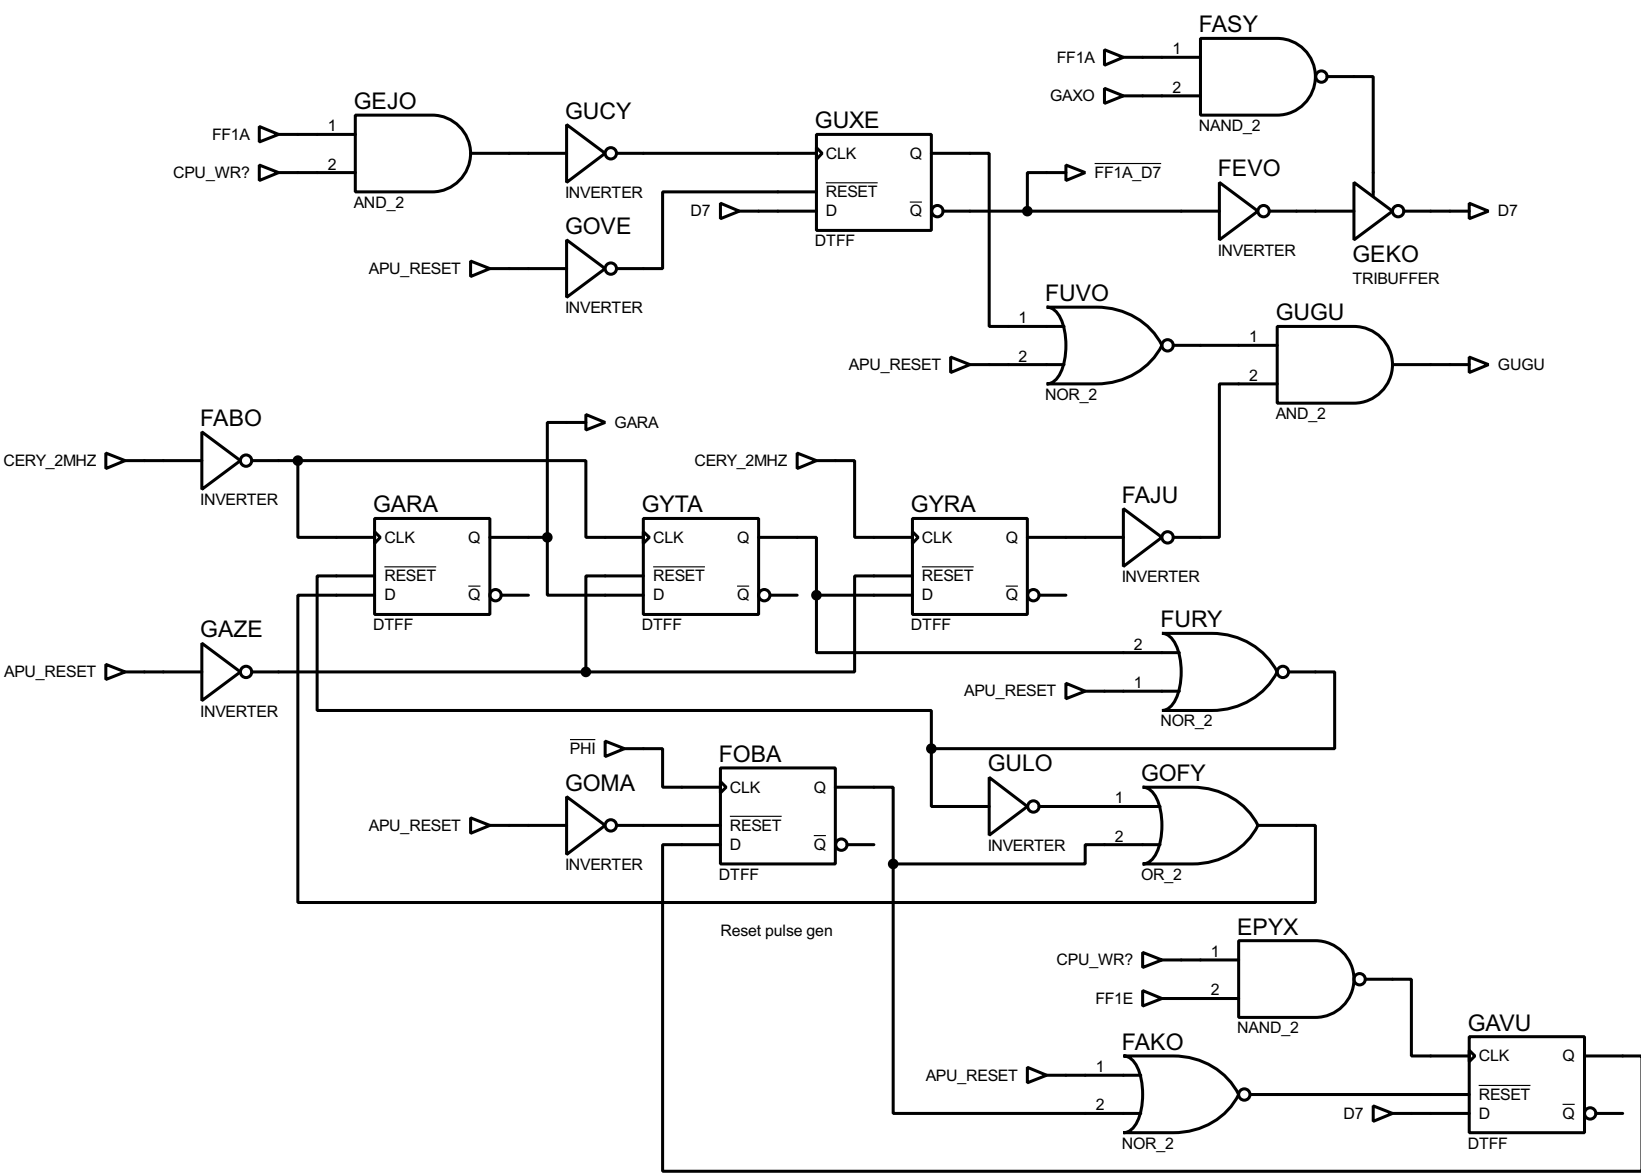 FASY
FF1A
1
GAXO
2
NAND_2
GEJO
FF1A
1
CPU_WR?
2
AND_2
GUCY
INVERTER
GUXE
CLK
Q
RESET
D7
D
Q
DTFF
FF1A_D7
FEVO
INVERTER
GEKO
TRIBUFFER
D7
GOVE
APU_RESET
INVERTER
FUVO
1
APU_RESET
2
NOR_2
GUGU
1
2
AND_2
GUGU
FABO
CERY_2MHZ
INVERTER
GARA
GARA
CLK
Q
RESET
D
Q
DTFF
GYTA
CLK
Q
RESET
D
Q
DTFF
CERY_2MHZ
GYRA
CLK
Q
RESET
D
Q
DTFF
FAJU
INVERTER
GAZE
APU_RESET
INVERTER
FURY
2
APU_RESET
1
NOR_2
PHI
FOBA
CLK
Q
RESET
D
Q
DTFF
GOMA
APU_RESET
INVERTER
GULO
INVERTER
GOFY
1
2
OR_2
Reset pulse gen
EPYX
CPU_WR?
1
FF1E
2
NAND_2
FAKO
APU_RESET
1
2
NOR_2
GAVU
CLK
Q
RESET
D7
D
Q
DTFF